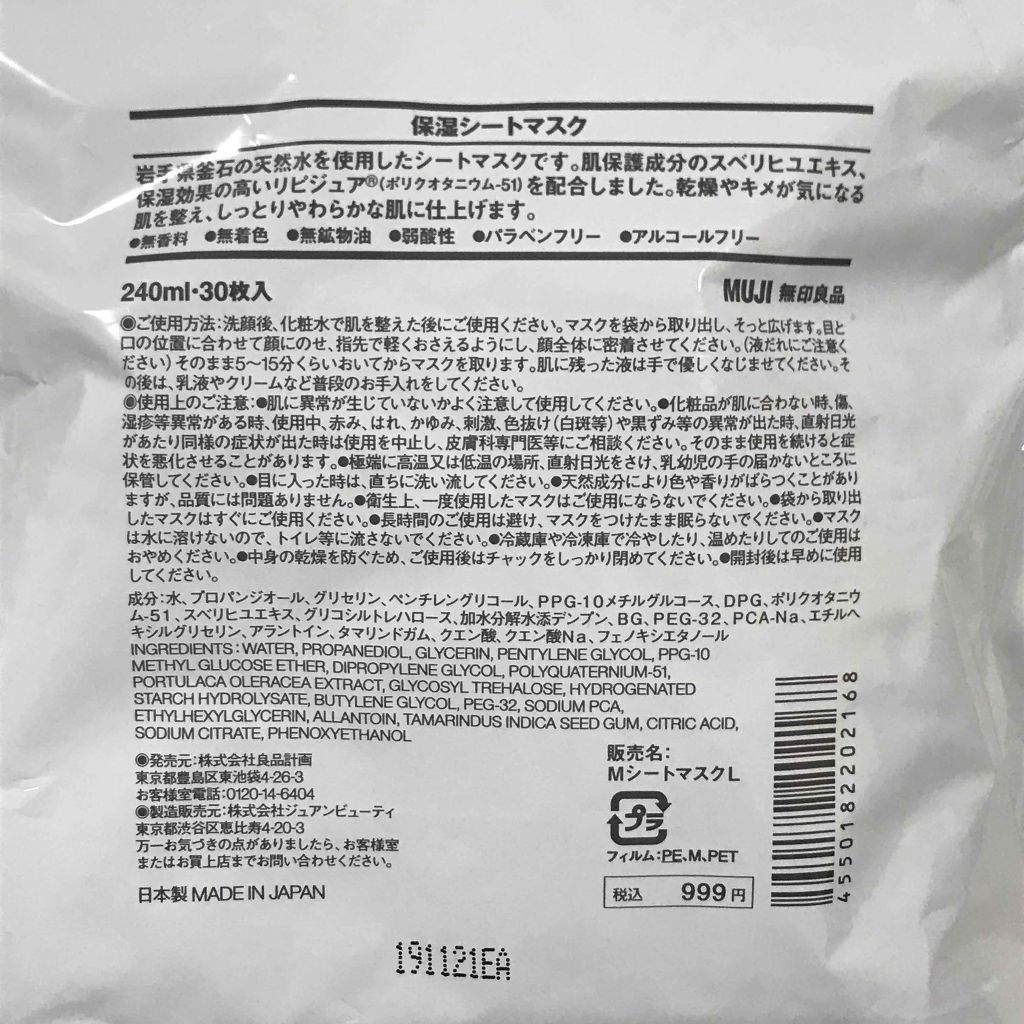 保湿シートマスク
岩手県釜石の天然水を使用したシートマスクです。肌保護成分のスベリヒユエキス、
保湿効果の高いリピジュア®(ポリクオタニウム-51)を配合しました。乾燥やキメが気になる
肌を整え、しっとりやわらかな肌に仕上げます。
●無香料 ●無着色 ●無鉱物油 ●弱酸性 ●パラベンフリー ●アルコールフリー
240ml・30枚入
MUJI 無印良品
◉ご使用方法:洗顔後、化粧水で肌を整えた後にご使用ください。マスクを袋から取り出し、そっと広げます。目と
口の位置に合わせて顔にのせ、指先で軽くおさえるようにし、顔全体に密着させてください。(液だれにご注意く
ださい) そのまま5〜15分くらいおいてからマスクを取ります。肌に残った液は手で優しくなじませてください。そ
の後は、乳液やクリームなど普段のお手入れをしてください。
◉使用上のご注意:●肌に異常が生じていないかよく注意して使用してください。●化粧品が肌に合わない時、傷、
湿疹等異常がある時、使用中、赤み、はれ、かゆみ、刺激、色抜け(白斑等)や黒ずみ等の異常が出た時、直射日光
があたり同様の症状が出た時は使用を中止し、皮膚科専門医等にご相談ください。そのまま使用を続けると症
状を悪化させることがあります。●極端に高温又は低温の場所、直射日光をさけ、乳幼児の手の届かないところに
保管してください。●目に入った時は、直ちに洗い流してください。●天然成分により色や香りがばらつくことがあり
ますが、品質には問題ありません。●衛生上、一度使用したマスクはご使用にならないでください。●袋から取り出
したマスクはすぐにご使用ください。●長時間のご使用は避け、マスクをつけたまま眠らないでください。●マスク
は水に溶けないので、トイレ等に流さないでください。●冷蔵庫や冷凍庫で冷やしたり、温めたりしてのご使用は
おやめください。●中身の乾燥を防ぐため、ご使用後はチャックをしっかり閉めてください。●開封後は早めに使用
してください。
成分:水、プロパンジオール、グリセリン、ペンチレングリコール、PPG-10メチルグルコース、DPG、ポリクオタニウ
ム-51、スベリヒユエキス、グリコシルトレハロース、加水分解水添デンプン、BG、PEG-32、PCA-Na、エチルヘ
キシルグリセリン、アラントイン、タマリンドガム、クエン酸、クエン酸Na、フェノキシエタノール
INGREDIENTS: WATER, PROPANEDIOL, GLYCERIN, PENTYLENE GLYCOL, PPG-10
METHYL GLUCOSE ETHER, DIPROPYLENE GLYCOL, POLYQUATERNIUM-51,
PORTULACA OLERACEA EXTRACT, GLYCOSYL TREHALOSE, HYDROGENATED
STARCH HYDROLYSATE, BUTYLENE GLYCOL, PEG-32, SODIUM PCA,
ETHYLHEXYLGLYCERIN, ALLANTOIN, TAMARINDUS INDICA SEED GUM, CITRIC ACID,
SODIUM CITRATE, PHENOXYETHANOL
◉発売元:株式会社良品計画
東京都豊島区東池袋4-26-3
お客様室電話:0120-14-6404
◉製造販売元:株式会社ジュアンビューティ
東京都渋谷区恵比寿4-20-3
万一お気づきの点がありましたら、お客様室
またはお買上店までお問い合わせください。
日本製 MADE IN JAPAN
販売名:
MシートマスクL
プラ
フィルム:PE、M、PET
税込 999円
4550182202168
191121EA